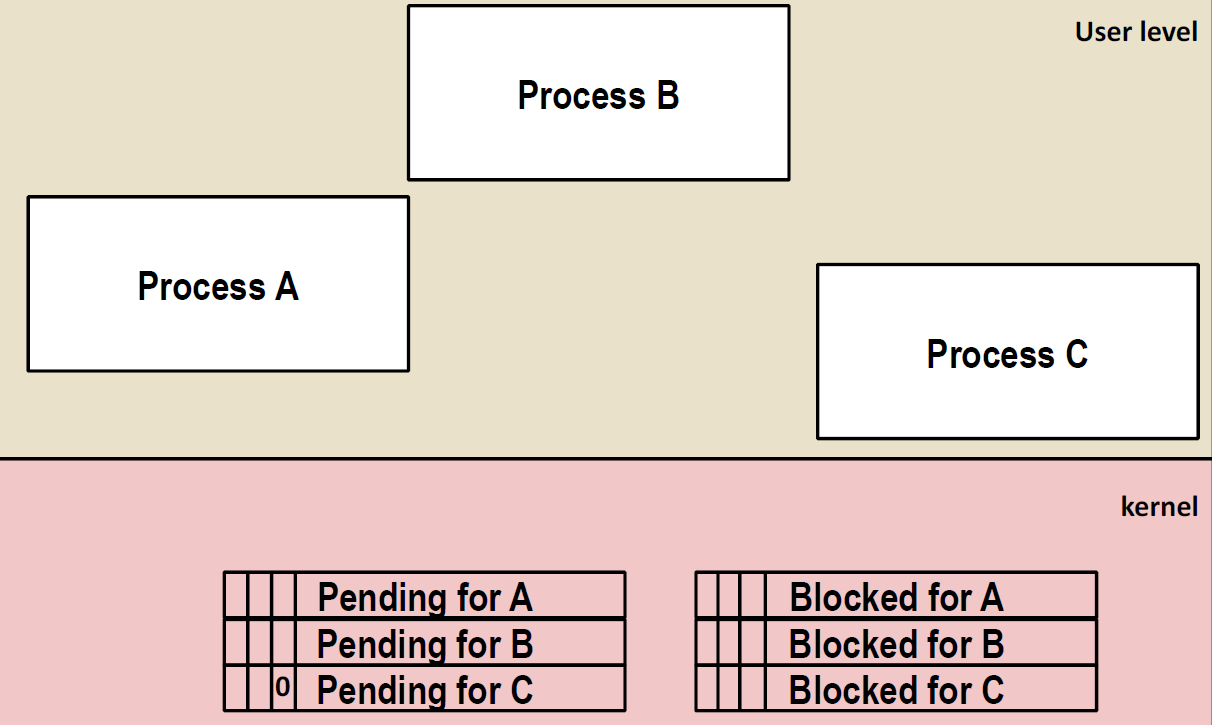 User level
Process B
Process A
Process C
kernel
Pending for A
Pending for B
0 Pending for C
Blocked for A
Blocked for B
Blocked for C